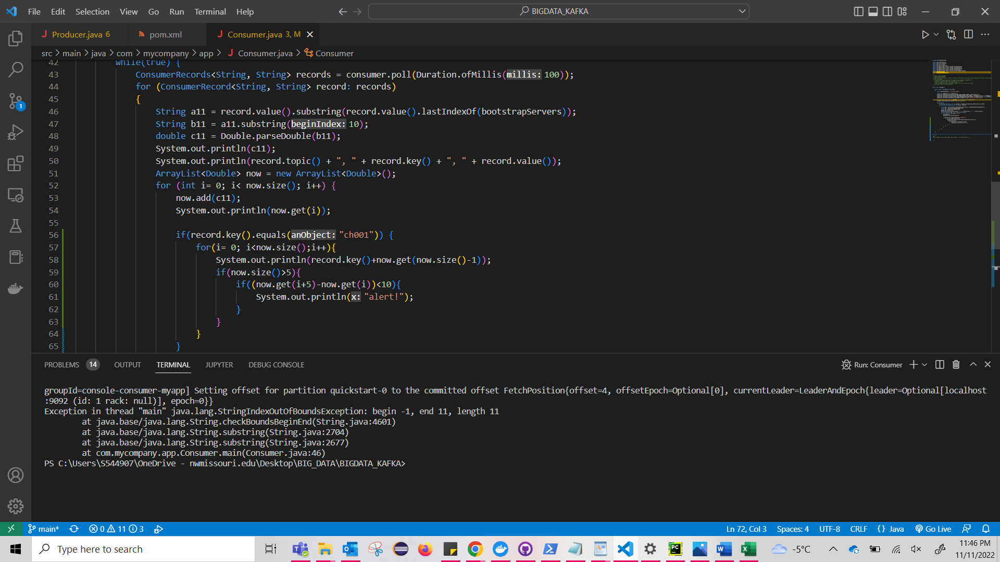 File Edit Selection View Go Run Terminal Help
BIGDATA_KAFKA
Producer.java 6
pom.xml
Consumer.java 3, M
src > main > java > com > mycompany > app > J Consumer.java > Consumer
42 while(true) {
43 ConsumerRecords<String, String> records = consumer.poll(Duration.ofMillis(millis: 100));
44 for (ConsumerRecord<String, String> record: records)
45 {
46 String a11 = record.value().substring(record.value().lastIndexOf(bootstrapServers));
47 String b11 = a11.substring(beginIndex: 10);
48 double c11 = Double.parseDouble(b11);
49 System.out.println(c11);
50 System.out.println(record.topic() + ", " + record.key() + ", " + record.value());
51 ArrayList<Double> now = new ArrayList<Double>();
52 for (int i= 0; i< now.size(); i++) {
53 now.add(c11);
54 System.out.println(now.get(i));
55
56 if(record.key().equals(anObject: "ch001")) {
57 for(i= 0; i<now.size();i++){
58 System.out.println(record.key()+now.get(now.size()-1));
59 if(now.size()>5){
60 if((now.get(i+5)-now.get(i))<10){
61 System.out.println(x: "alert!");
62 }
63 }
64 }
65 }
PROBLEMS 14 OUTPUT TERMINAL JUPYTER DEBUG CONSOLE
Run: Consumer
groupId=console-consumer-myapp] Setting offset for partition quickstart-0 to the committed offset FetchPosition{offset=4, offsetEpoch=Optional[0], currentLeader=LeaderAndEpoch{leader=Optional[localhost
:9092 (id: 1 rack: null)], epoch=0}}
Exception in thread "main" java.lang.StringIndexOutOfBoundsException: begin -1, end 11, length 11
at java.base/java.lang.String.checkBoundsBeginEnd(String.java:4601)
at java.base/java.lang.String.substring(String.java:2704)
at java.base/java.lang.String.substring(String.java:2677)
at com.mycompany.app.Consumer.main(Consumer.java:46)
PS C:\Users\S544907\OneDrive - nwmissouri.edu\Desktop\BIG_DATA\BIGDATA_KAFKA>
1
main* 0 11 3
Ln 72, Col 3 Spaces: 4 UTF-8 CRLF {} Java Go Live
Type here to search
-5°C
11:46 PM
11/11/2022